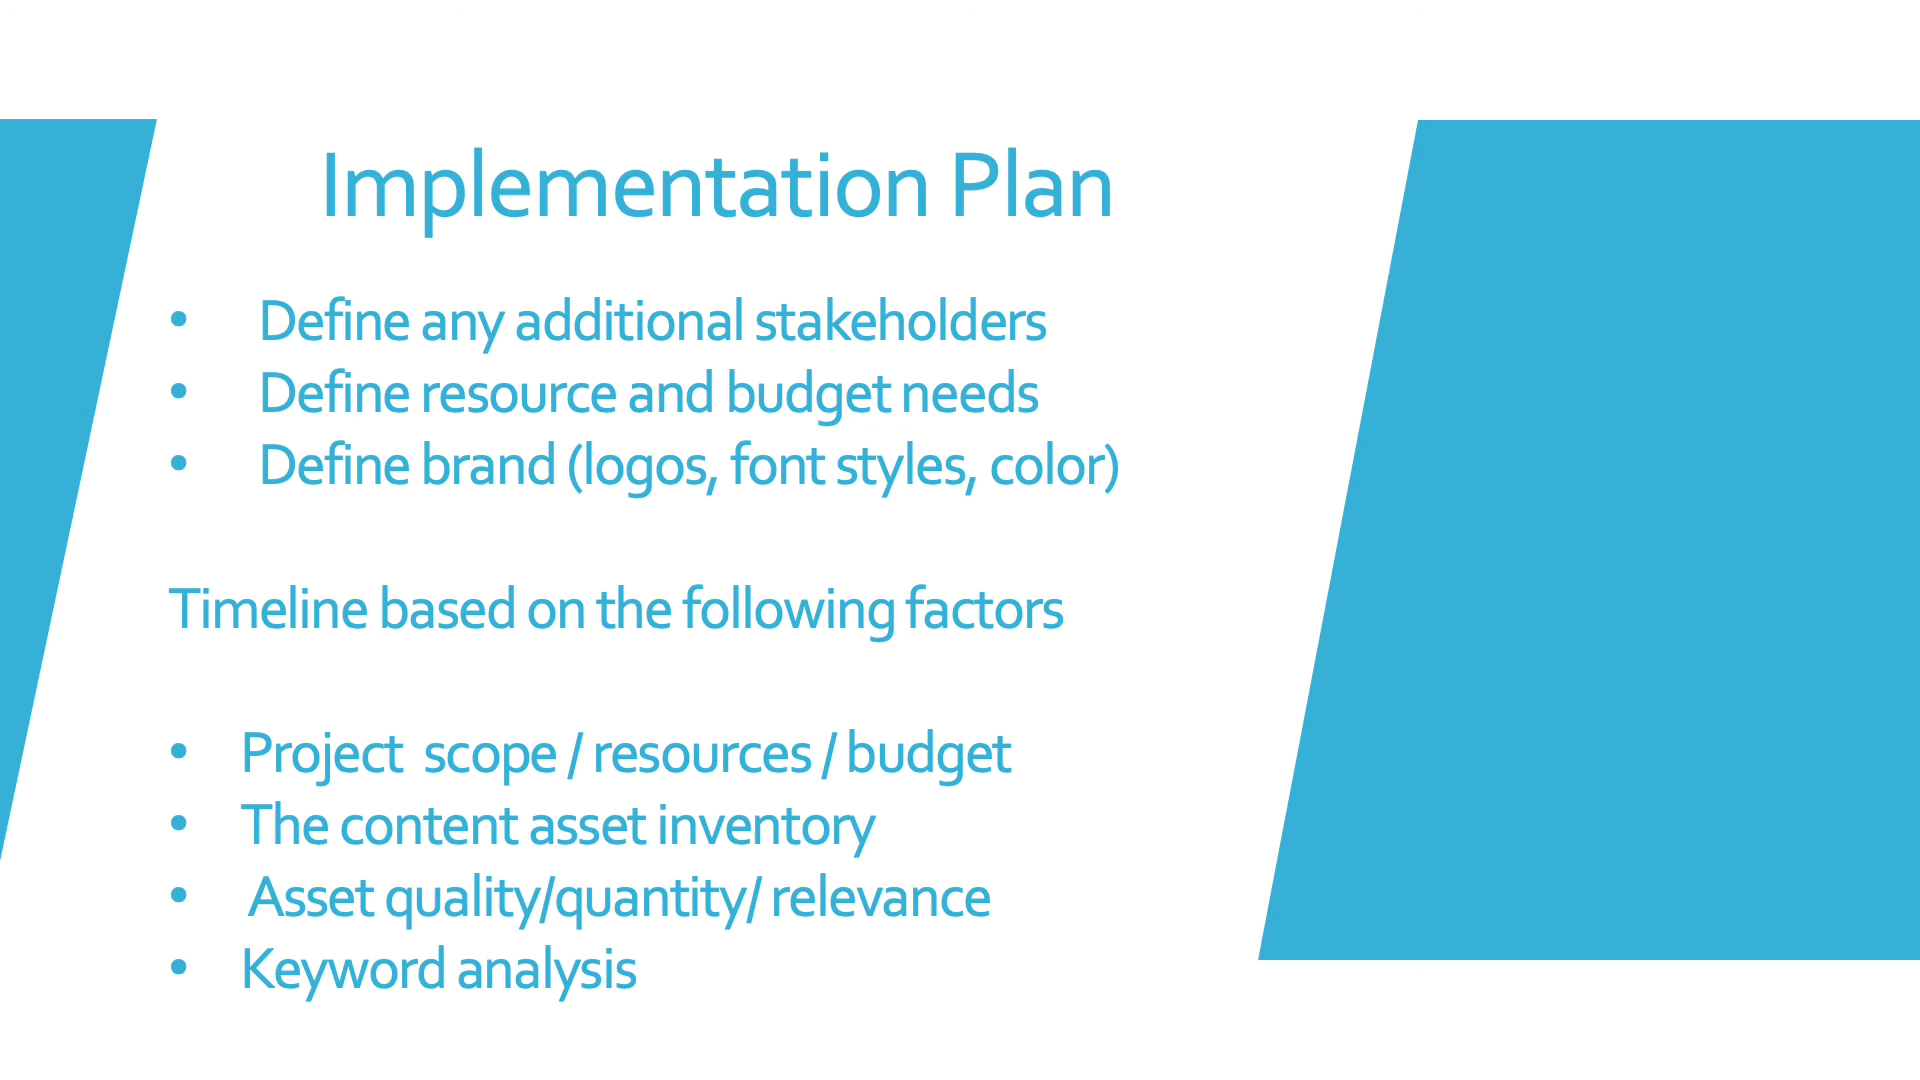 Implementation Plan
• Define any additional stakeholders
• Define resource and budget needs
• Define brand (logos, font styles, color)
Timeline based on the following factors
• Project  scope / resources / budget
• The content asset inventory
• Asset quality/quantity/ relevance
• Keyword analysis